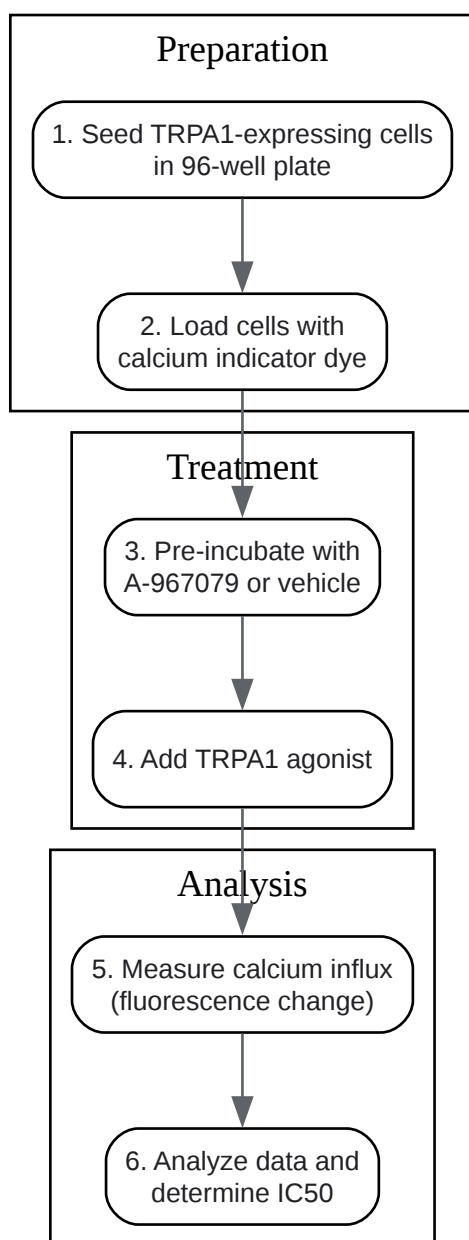 Preparation
1. Seed TRPA1-expressing cells
in 96-well plate
2. Load cells with
calcium indicator dye
Treatment
3. Pre-incubate with
A-967079 or vehicle
4. Add TRPA1 agonist
Analysis
5. Measure calcium influx
(fluorescence change)
6. Analyze data and
determine IC50